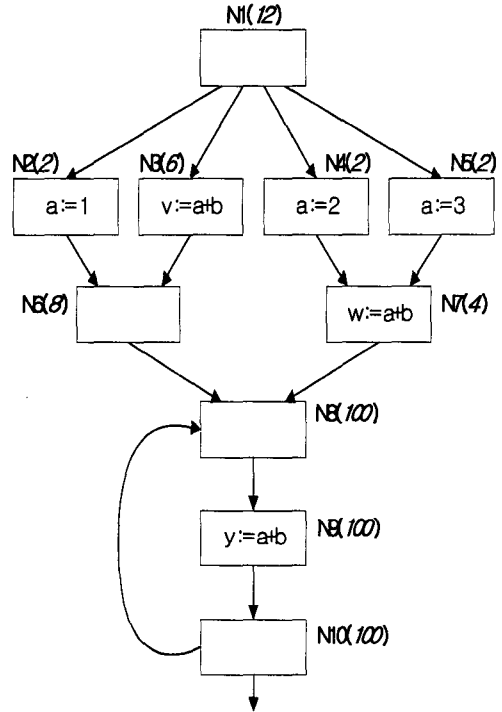 N1(12)
N2(2)
N3(6)
N4(2)
N5(2)
a:=1
v:=a+b
a:=2
a:=3
N6(8)
w:=a+b
N7(4)
N8(100)
y:=a+b
N9(100)
N10(100)